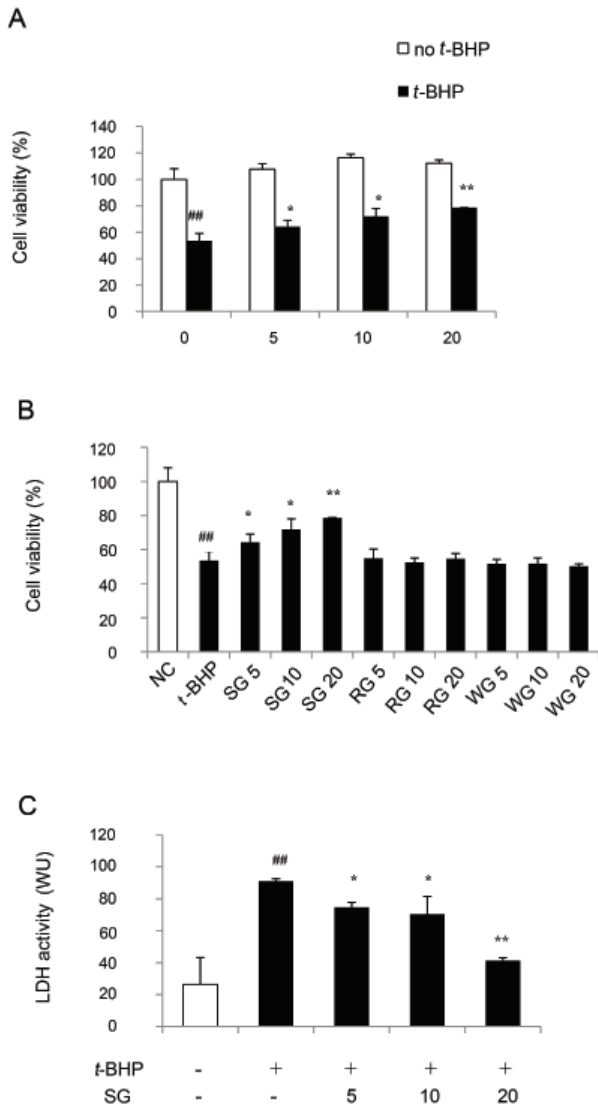 A
no t-BHP
t-BHP
Cell viability (%)
140
120
100
80
60
40
20
0
##
*
*
**
0 5 10 20
B
Cell viability (%)
120
100
80
60
40
20
0
##
*
*
**
NC t-BHP SG 5 SG 10 SG 20 RG 5 RG 10 RG 20 WG 5 WG 10 WG 20
C
LDH activity (WU)
120
100
80
60
40
20
0
##
*
*
**
t-BHP - + + + +
SG - - 5 10 20